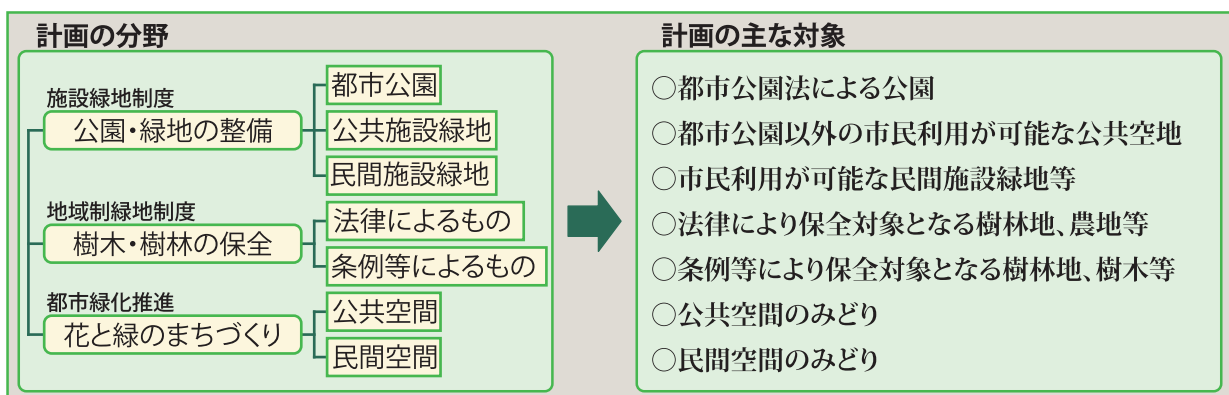 計画の分野
施設緑地制度
公園・緑地の整備
都市公園
公共施設緑地
民間施設緑地
地域制緑地制度
樹木・樹林の保全
法律によるもの
条例等によるもの
都市緑化推進
花と緑のまちづくり
公共空間
民間空間
計画の主な対象
○都市公園法による公園
○都市公園以外の市民利用が可能な公共空地
○市民利用が可能な民間施設緑地等
○法律により保全対象となる樹林地、農地等
○条例等により保全対象となる樹林地、樹木等
○公共空間のみどり
○民間空間のみどり